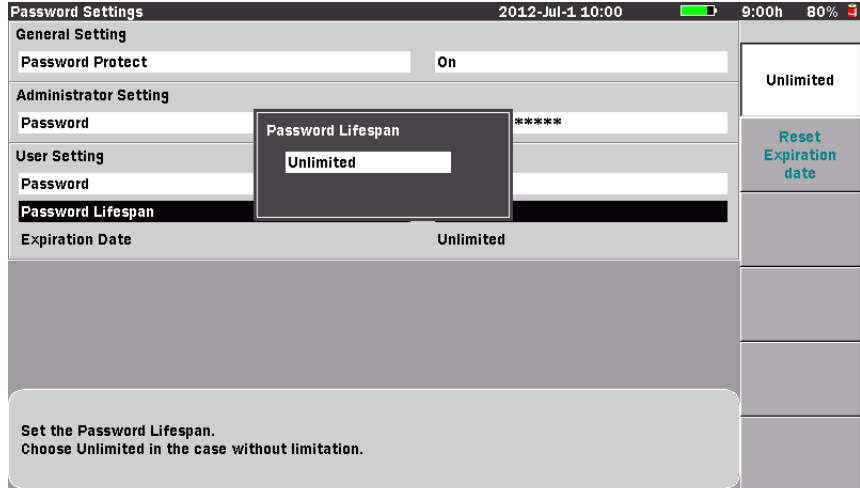 Password Settings 2012-Jul-1 10:00 9:00h 80%
General Setting
Password Protect On
Unlimited
Administrator Setting
Password *****
Password Lifespan
Unlimited
Reset
Expiration
date
User Setting
Password
Password Lifespan
Expiration Date Unlimited
Set the Password Lifespan.
Choose Unlimited in the case without limitation.